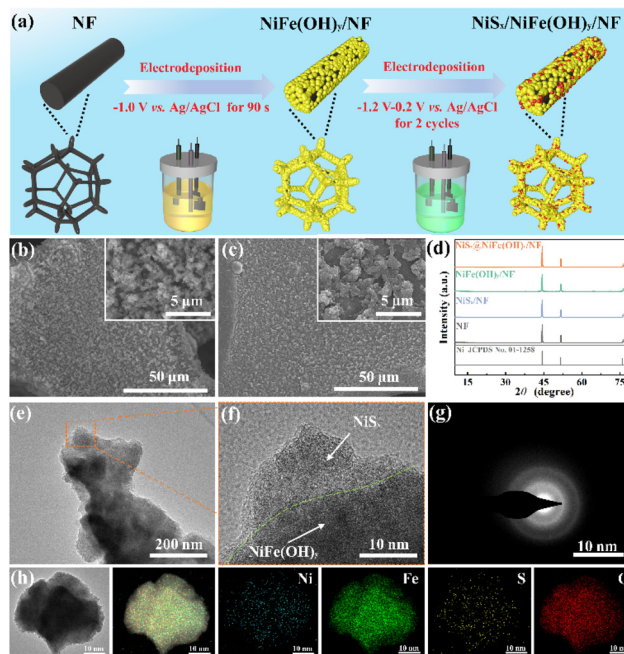 (a)
NF
NiFe(OH)y/NF
NiSx/NiFe(OH)y/NF
Electrodeposition
-1.0 V vs. Ag/AgCl for 90 s
Electrodeposition
-1.2 V-0.2 V vs. Ag/AgCl
for 2 cycles
(b)
5 μm
50 μm
(c)
5 μm
50 μm
(d)
NiSx@NiFe(OH)y/NF
NiFe(OH)y/NF
NiSx/NF
NF
Ni JCPDS No. 01-1258
Intensity (a.u.)
15 30 45 60 75
2θ (degree)
(e)
200 nm
(f)
NiS
NiFe(OH)y
10 nm
(g)
10 nm
(h)
10 nm
10 nm
Ni
10 nm
Fe
10 nm
S
10 nm
10 nm